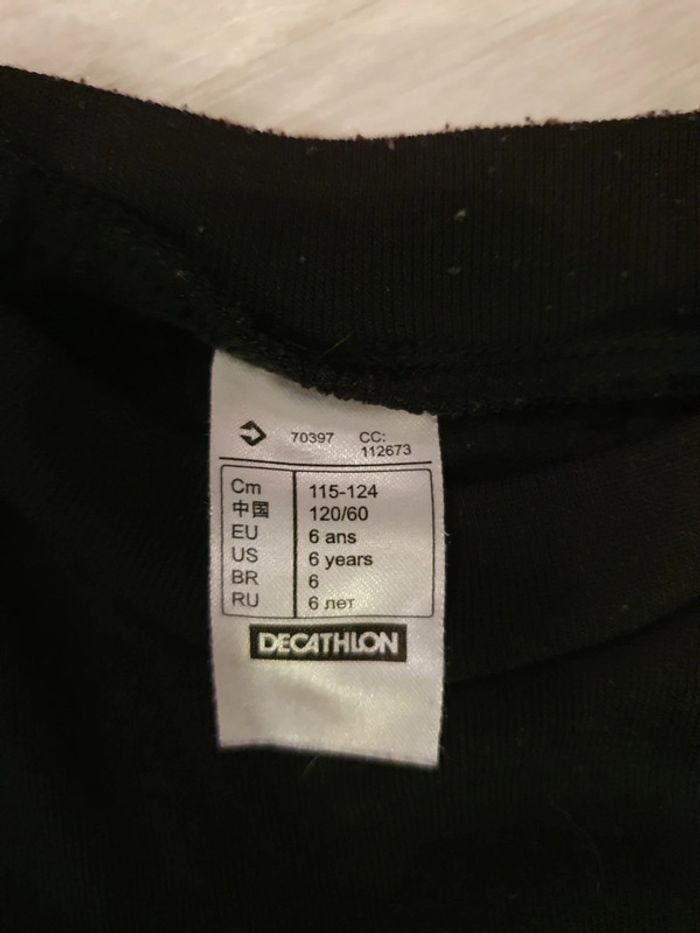 70397 CC:
112673
Cm 115-124
中国 120/60
EU 6 ans
US 6 years
BR 6
RU 6 лет
DECATHLON